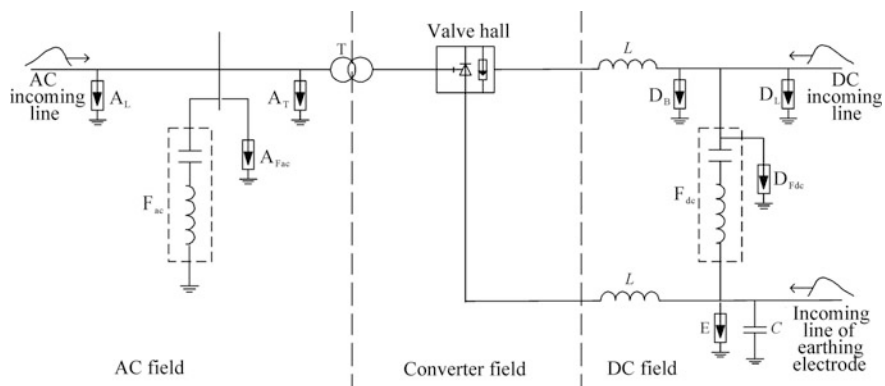 Valve hall
T
L
AC
incoming
line
A_L
A_T
D_B
D_L
DC
incoming
line
A_Fac
D_Fdc
F_ac
F_dc
L
E
C
Incoming
line of
earthing
electrode
AC field
Converter field
DC field